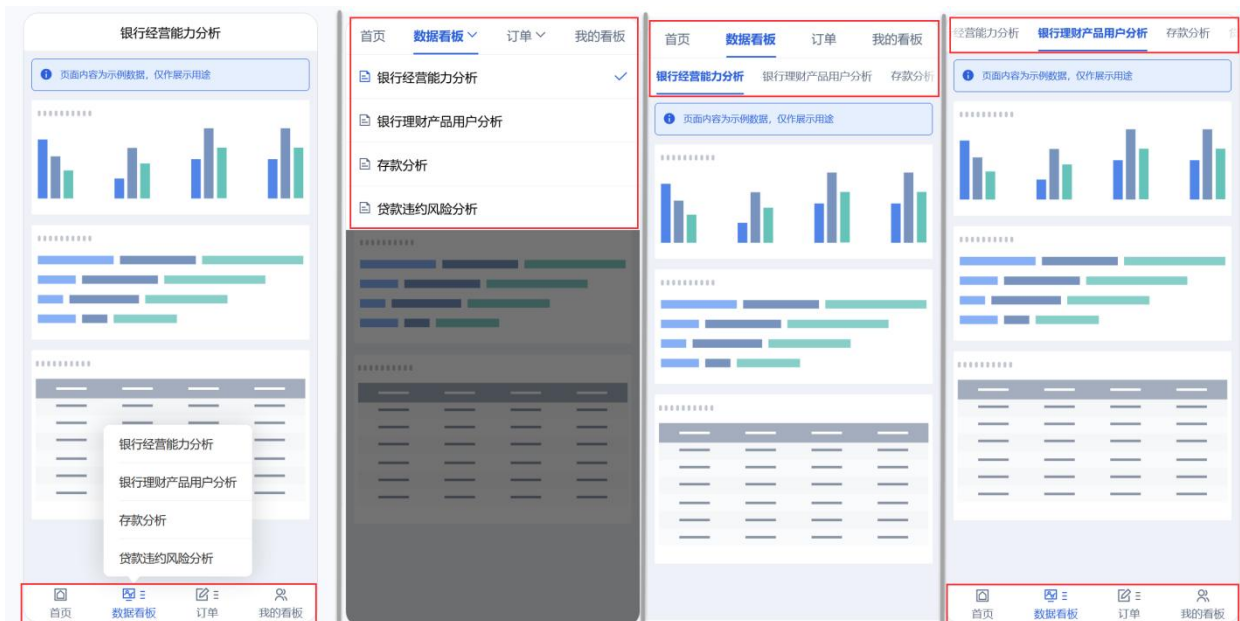 银行经营能力分析
页面内容为示例数据，仅作展示用途
银行经营能力分析
银行理财产品用户分析
存款分析
贷款违约风险分析
首页 数据看板 订单 我的看板
首页 数据看板 订单 我的看板
银行经营能力分析
银行理财产品用户分析
存款分析
贷款违约风险分析
首页 数据看板 订单 我的看板
银行经营能力分析 银行理财产品用户分析 存款分析
页面内容为示例数据，仅作展示用途
经营能力分析 银行理财产品用户分析 存款分析
页面内容为示例数据，仅作展示用途
首页 数据看板 订单 我的看板